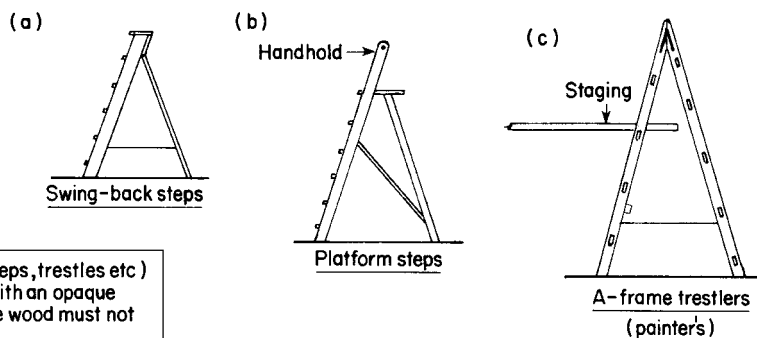 (a)
Swing-back steps
(b)
Handhold
Platform steps
(c)
Staging
A-frame trestlers
(painter's)
eps, trestles etc)
ith an opaque
e wood must not